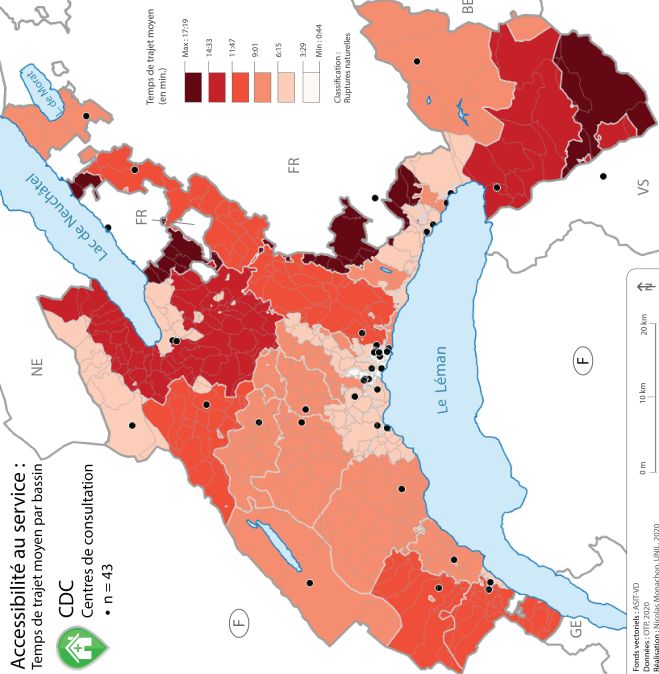 Accessibilité au service :
Temps de trajet moyen par bassin
CDC
Centres de consultation
• n = 43
Temps de trajet moyen
(en min.)
Max : 17:19
14:33
11:47
9:01
6:15
3:29
Min : 0:44
Classification :
Ruptures naturelles
NE
L. de Morat
Lac de Neuchâtel
FR
FR
BE
VS
Le Léman
F
F
GE
N
0 m
10 km
20 km
Fonds vectoriels : ASIT-VD
Données : OTP, 2020
Réalisation : Nicolas Monachon, UNIL, 2020